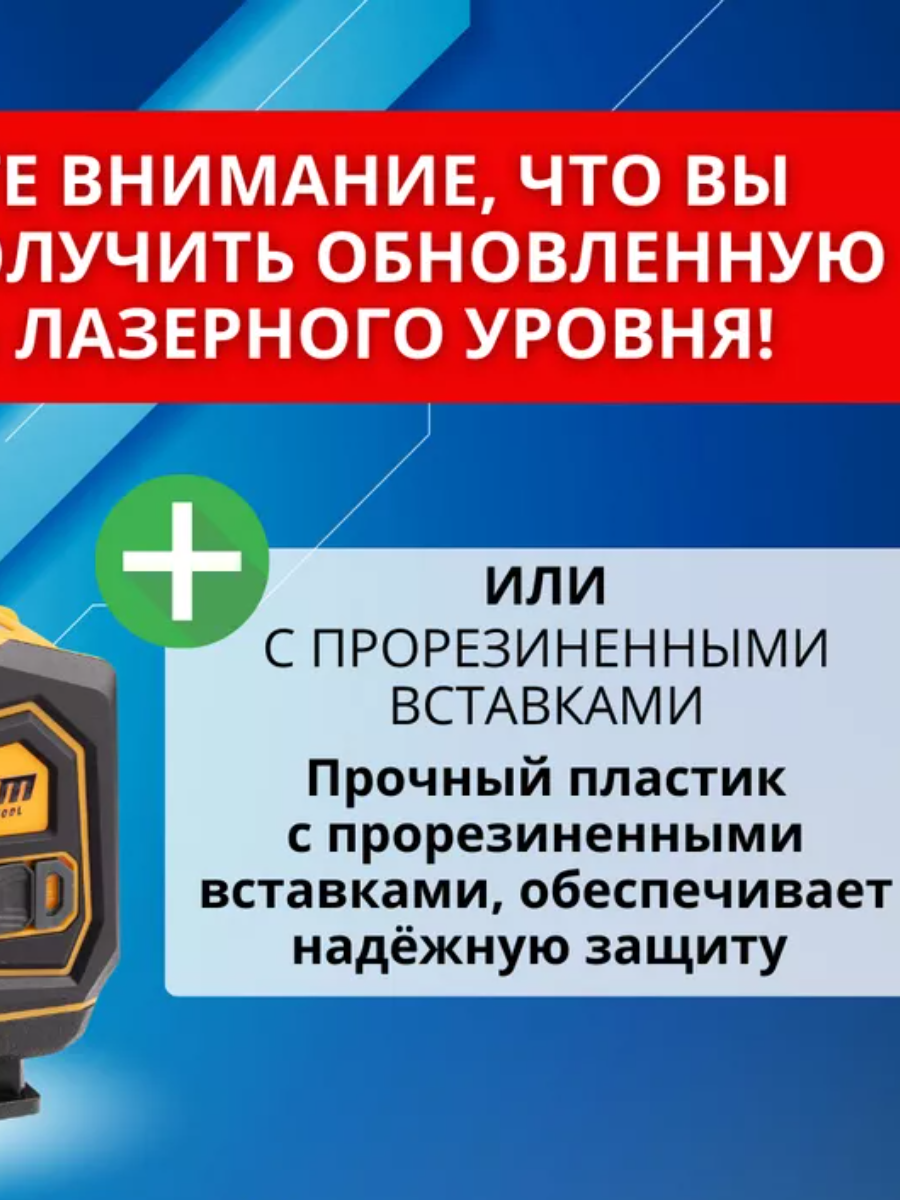 Е ВНИМАНИЕ, ЧТО ВЫ
ОЛУЧИТЬ ОБНОВЛЕННУЮ
ЛАЗЕРНОГО УРОВНЯ!
ИЛИ
С ПРОРЕЗИНЕННЫМИ
ВСТАВКАМИ
Прочный пластик
с прорезиненными
вставками, обеспечивает
надёжную защиту